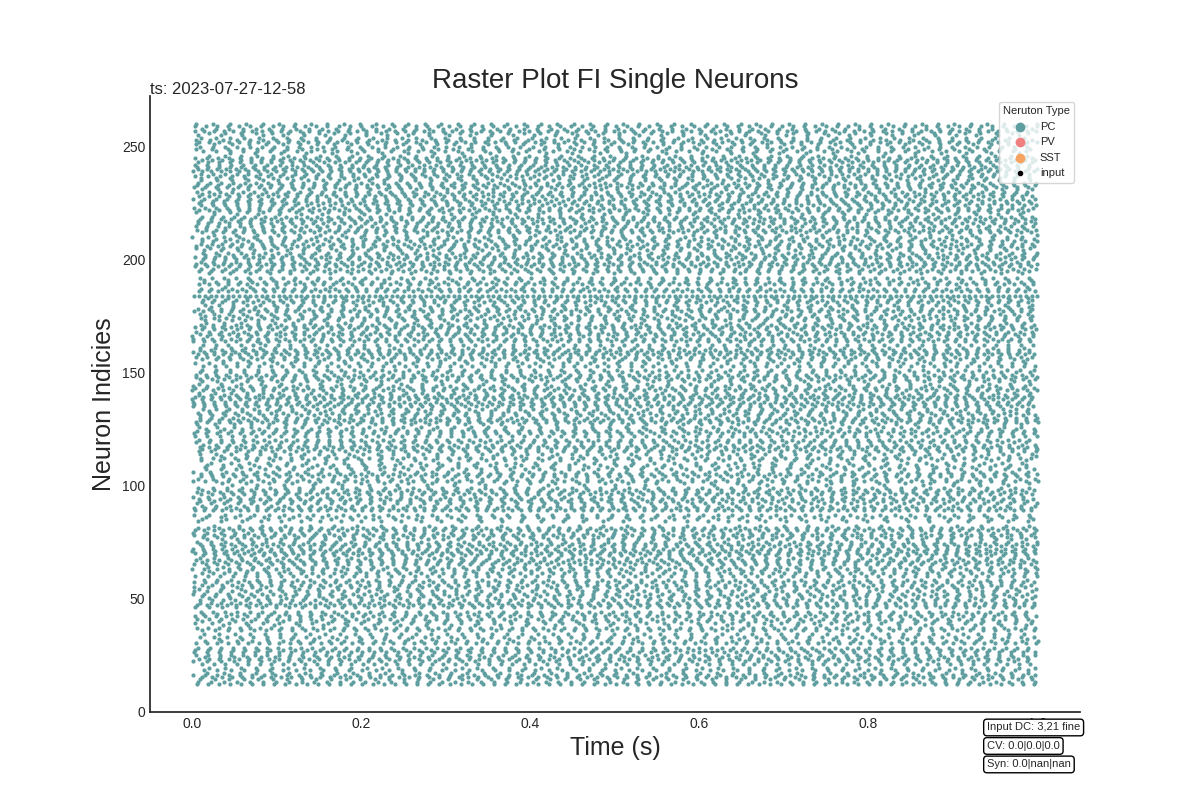 Raster Plot FI Single Neurons
ts: 2023-07-27-12-58
Neruton Type
PC
PV
SST
input
Neuron Indicies
250
200
150
100
50
0
0.0 0.2 0.4 0.6 0.8
Time (s)
Input DC: 3,21 fine
CV: 0.0|0.0|0.0
Syn: 0.0|nan|nan